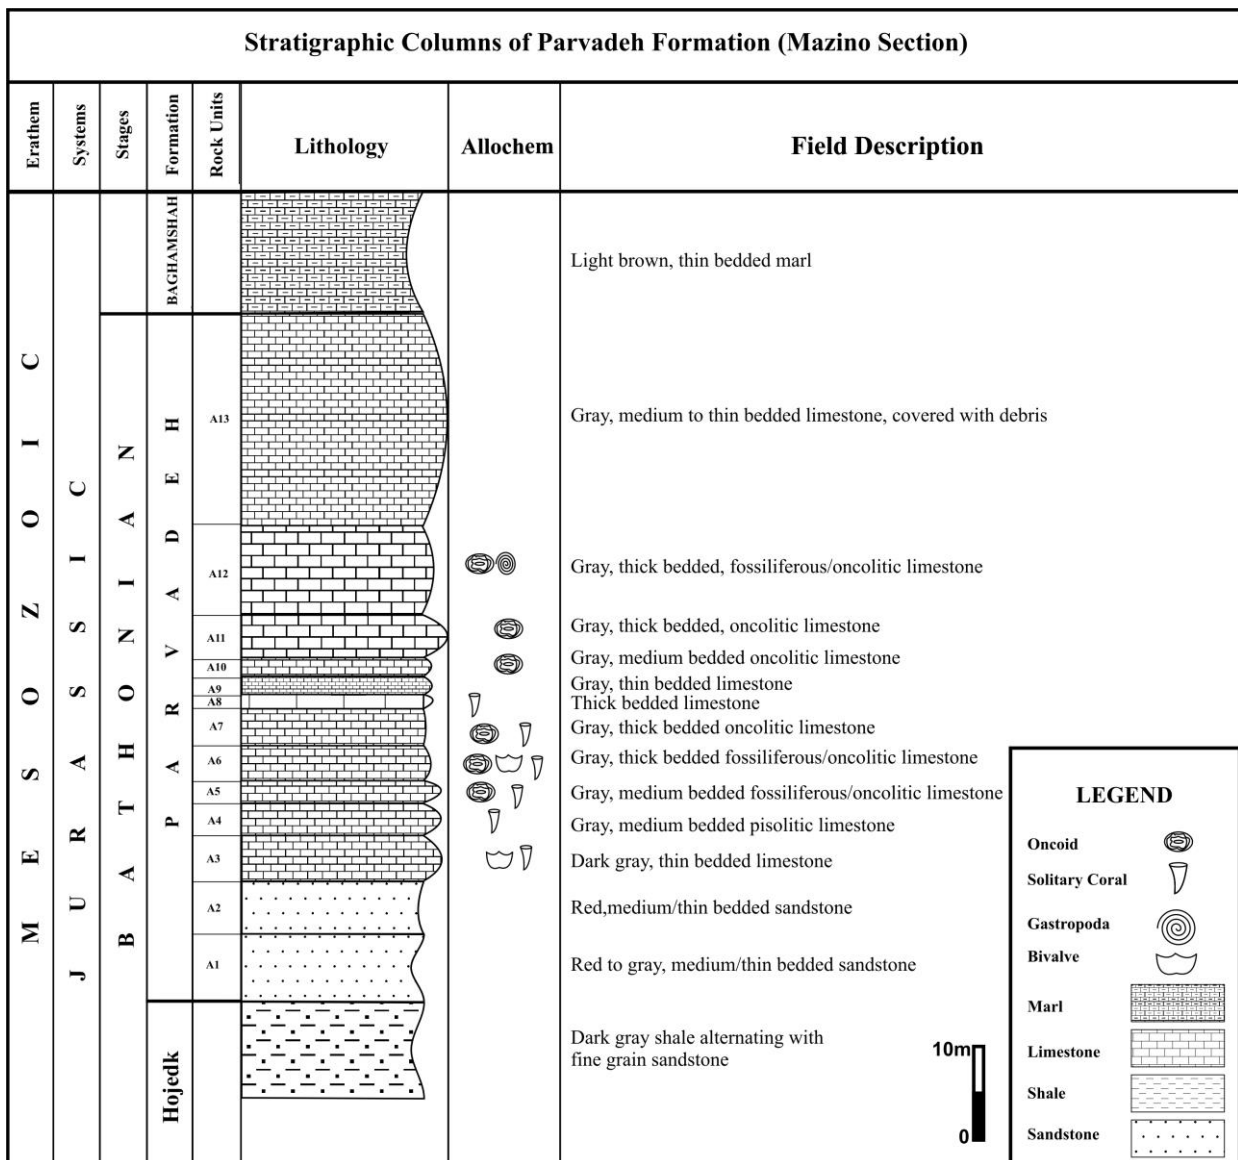 Stratigraphic Columns of Parvadeh Formation (Mazino Section)
Erathem
Systems
Stages
Formation
Rock Units
Lithology
Allochem
Field Description
MESOZOIC
JURASSIC
BATHONIAN
BAGHAMSHAH
PARVADEH
Hojedk
Light brown, thin bedded marl
A13
Gray, medium to thin bedded limestone, covered with debris
A12
Gray, thick bedded, fossiliferous/oncolitic limestone
A11
Gray, thick bedded, oncolitic limestone
A10
Gray, medium bedded oncolitic limestone
A9
Gray, thin bedded limestone
A8
Thick bedded limestone
A7
Gray, thick bedded oncolitic limestone
A6
Gray, thick bedded fossiliferous/oncolitic limestone
A5
Gray, medium bedded fossiliferous/oncolitic limestone
A4
Gray, medium bedded pisolitic limestone
A3
Dark gray, thin bedded limestone
A2
Red,medium/thin bedded sandstone
A1
Red to gray, medium/thin bedded sandstone
Dark gray shale alternating with
fine grain sandstone
10m
0
LEGEND
Oncoid
Solitary Coral
Gastropoda
Bivalve
Marl
Limestone
Shale
Sandstone